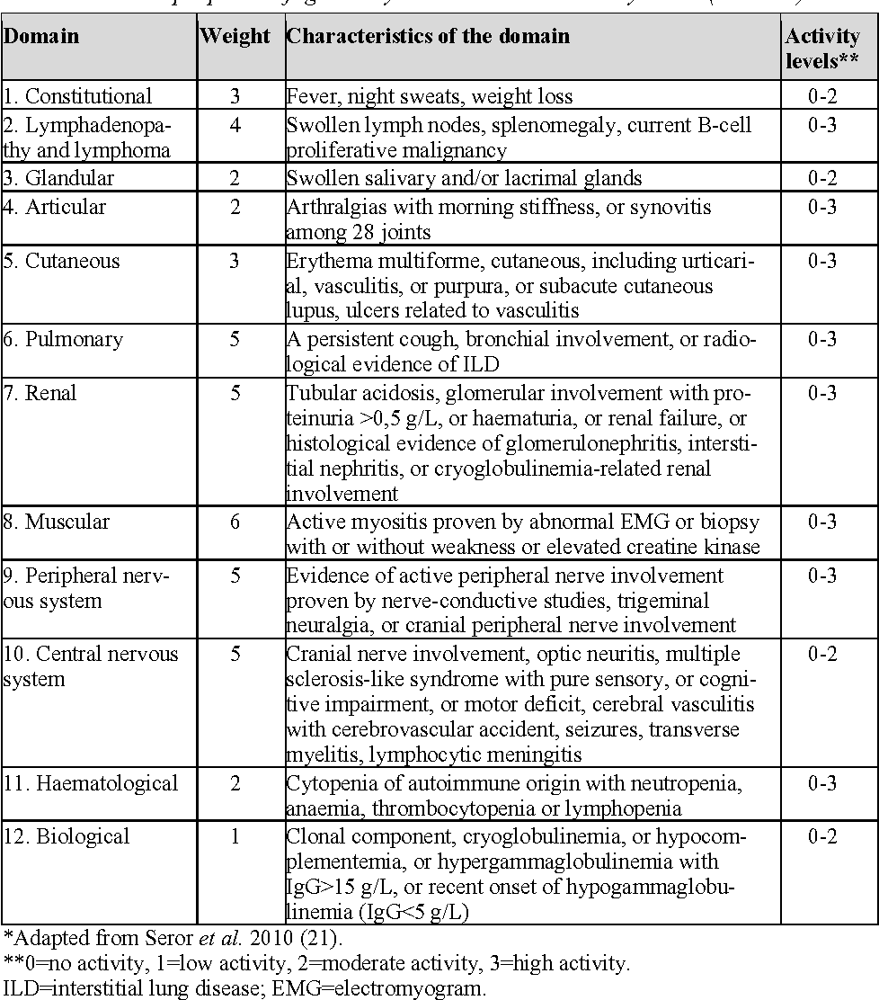 Domain Weight Characteristics of the domain Activity levels**
1. Constitutional 3 Fever, night sweats, weight loss 0-2
2. Lymphadenopa-
thy and lymphoma 4 Swollen lymph nodes, splenomegaly, current B-cell
proliferative malignancy 0-3
3. Glandular 2 Swollen salivary and/or lacrimal glands 0-2
4. Articular 2 Arthralgias with morning stiffness, or synovitis
among 28 joints 0-3
5. Cutaneous 3 Erythema multiforme, cutaneous, including urticari-
al, vasculitis, or purpura, or subacute cutaneous
lupus, ulcers related to vasculitis 0-3
6. Pulmonary 5 A persistent cough, bronchial involvement, or radio-
logical evidence of ILD 0-3
7. Renal 5 Tubular acidosis, glomerular involvement with pro-
teinuria >0,5 g/L, or haematuria, or renal failure, or
histological evidence of glomerulonephritis, intersti-
tial nephritis, or cryoglobulinemia-related renal
involvement 0-3
8. Muscular 6 Active myositis proven by abnormal EMG or biopsy
with or without weakness or elevated creatine kinase 0-3
9. Peripheral nerv-
ous system 5 Evidence of active peripheral nerve involvement
proven by nerve-conductive studies, trigeminal
neuralgia, or cranial peripheral nerve involvement 0-3
10. Central nervous
system 5 Cranial nerve involvement, optic neuritis, multiple
sclerosis-like syndrome with pure sensory, or cogni-
tive impairment, or motor deficit, cerebral vasculitis
with cerebrovascular accident, seizures, transverse
myelitis, lymphocytic meningitis 0-2
11. Haematological 2 Cytopenia of autoimmune origin with neutropenia,
anaemia, thrombocytopenia or lymphopenia 0-3
12. Biological 1 Clonal component, cryoglobulinemia, or hypocom-
plementemia, or hypergammaglobulinemia with
IgG>15 g/L, or recent onset of hypogammaglobu-
linemia (IgG<5 g/L) 0-2
*Adapted from Seror et al. 2010 (21).
**0=no activity, 1=low activity, 2=moderate activity, 3=high activity.
ILD=interstitial lung disease; EMG=electromyogram.